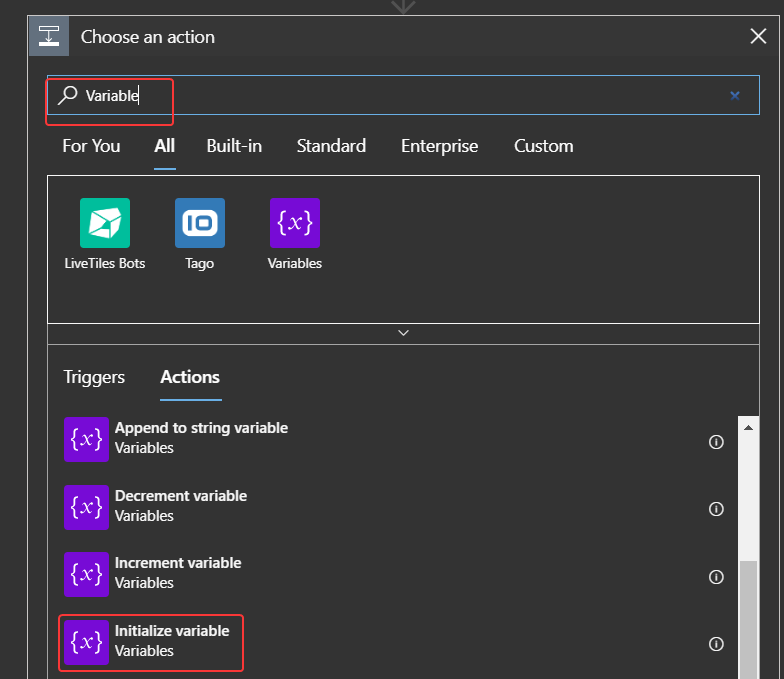 Choose an action
Variable
For You All Built-in Standard Enterprise Custom
LiveTiles Bots Tago Variables
Triggers Actions
{x} Append to string variable
Variables
{x} Decrement variable
Variables
{x} Increment variable
Variables
{x} Initialize variable
Variables